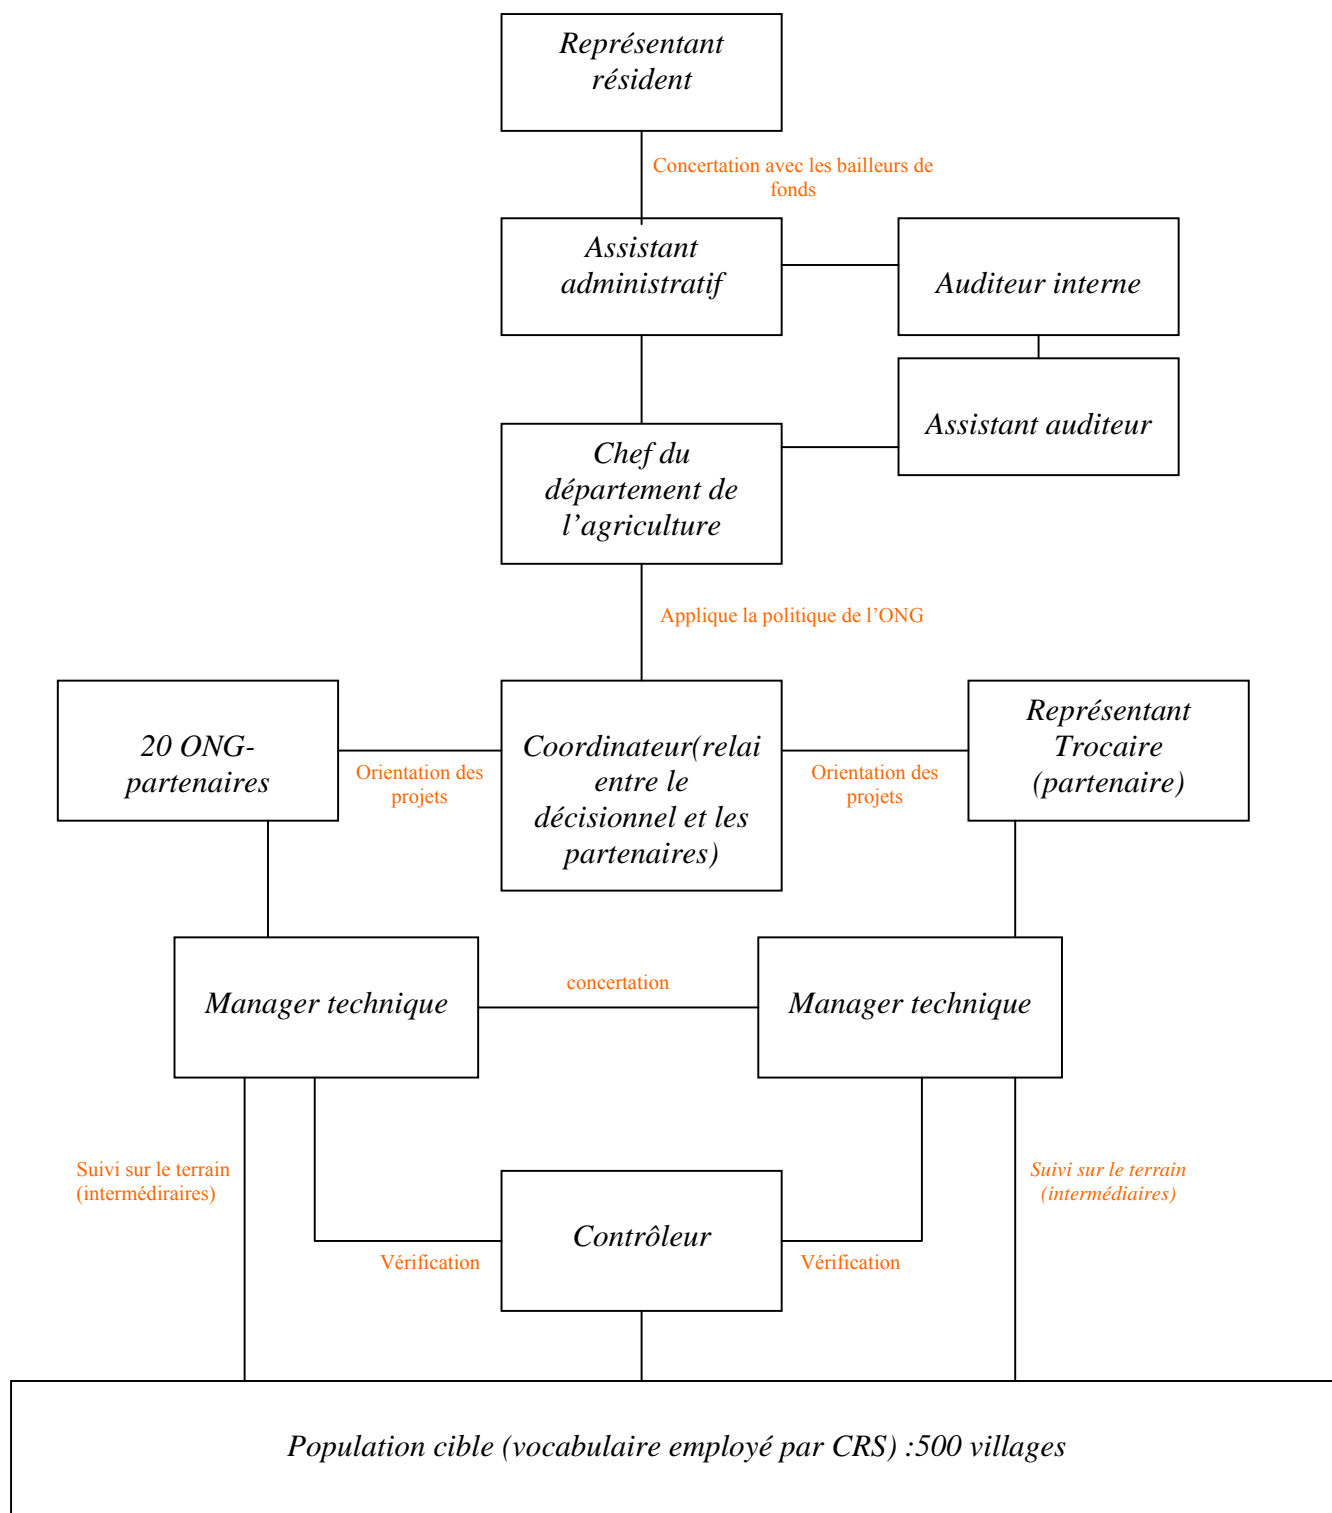 Représentant
résident
Concertation avec les bailleurs de
fonds
Assistant
administratif
Auditeur interne
Assistant auditeur
Chef du
département de
l’agriculture
Applique la politique de l’ONG
20 ONG-
partenaires
Orientation des
projets
Coordinateur(relai
entre le
décisionnel et les
partenaires)
Orientation des
projets
Représentant
Trocaire
(partenaire)
Manager technique
concertation
Manager technique
Suivi sur le terrain
(intermédiraires)
Suivi sur le terrain
(intermédiaires)
Contrôleur
Vérification
Vérification
Population cible (vocabulaire employé par CRS) :500 villages